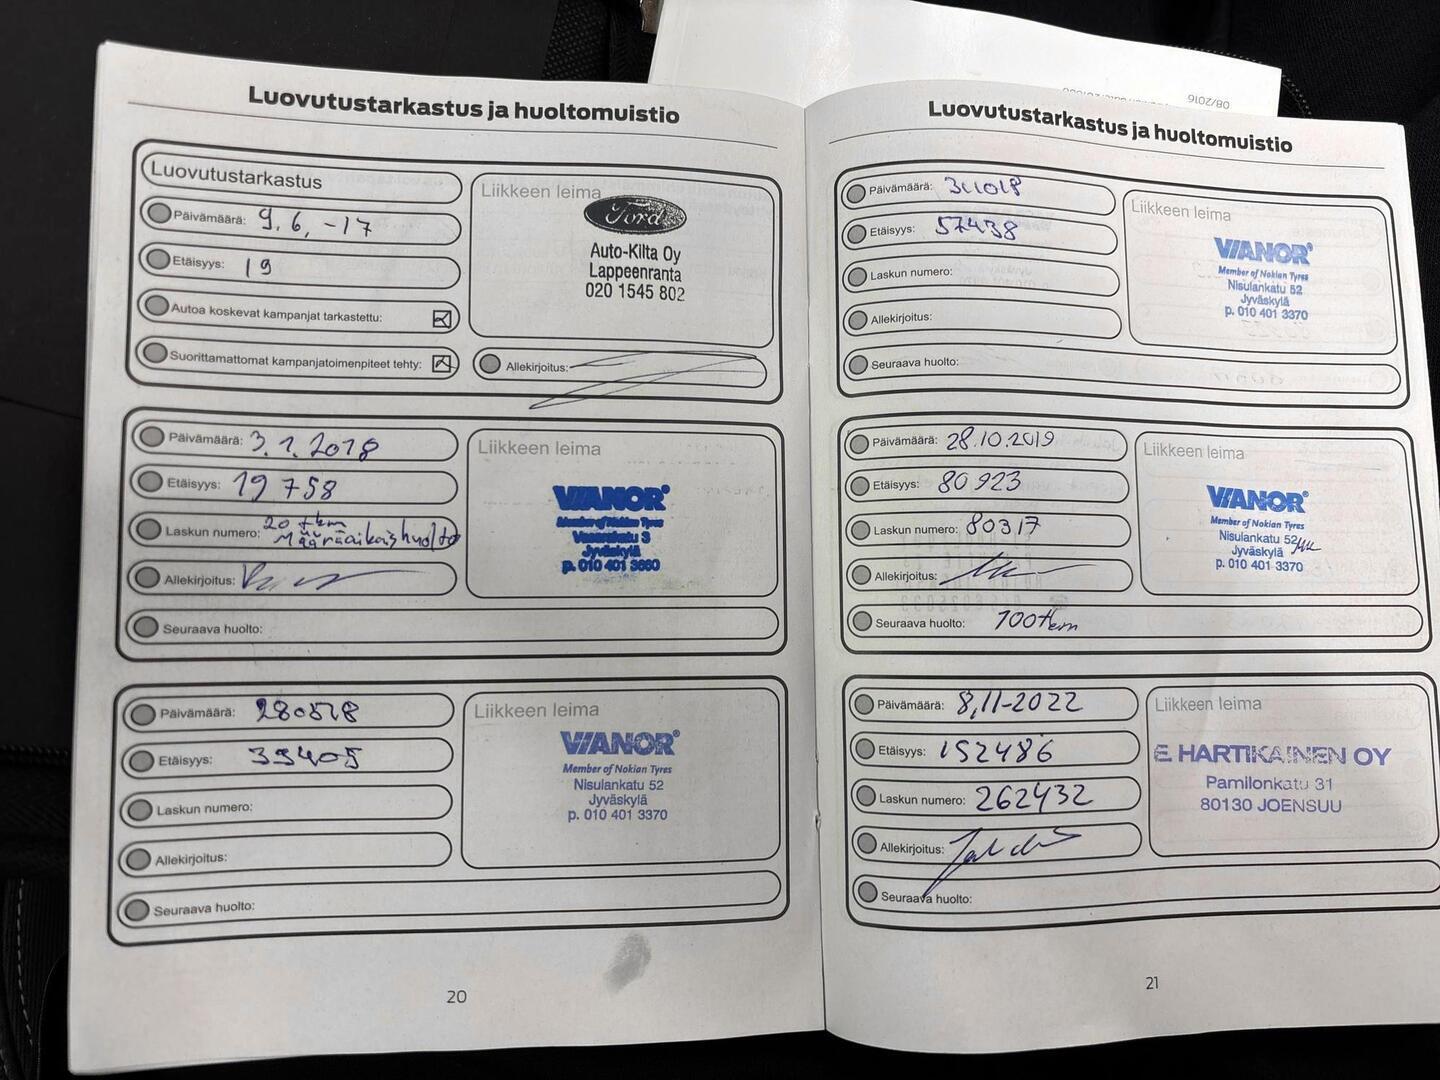 Luovutustarkastus ja huoltomuistio
Luovutustarkastus
Päivämäärä: 9.6.-17
Etäisyys: 19
Autoa koskevat kampanjat tarkastettu:
Suorittamattomat kampanjatoimenpiteet tehty:
Liikkeen leima
Ford
Auto-Kilta Oy
Lappeenranta
020 1545 802
Allekirjoitus:
Päivämäärä: 3.1.2018
Etäisyys: 19 758
Laskun numero: 20 tkm
Määräaikaishuolto
Allekirjoitus:
Seuraava huolto:
Liikkeen leima
VIANOR
Member of Nokian Tyres
Jyväskylä
p. 010 401 3660
Päivämäärä: 280518
Etäisyys: 39405
Laskun numero:
Allekirjoitus:
Seuraava huolto:
Liikkeen leima
VIANOR
Member of Nokian Tyres
Nisulankatu 52
Jyväskylä
p. 010 401 3370
20
08/2016
Luovutustarkastus ja huoltomuistio
Päivämäärä: 311018
Etäisyys: 57438
Laskun numero:
Allekirjoitus:
Seuraava huolto:
Liikkeen leima
VIANOR
Member of Nokian Tyres
Nisulankatu 52
Jyväskylä
p. 010 401 3370
Päivämäärä: 28.10.2019
Etäisyys: 80 923
Laskun numero: 80317
Allekirjoitus:
Seuraava huolto: 100tkm
Liikkeen leima
VIANOR
Member of Nokian Tyres
Nisulankatu 52
Jyväskylä
p. 010 401 3370
Päivämäärä: 8,11-2022
Etäisyys: 152486
Laskun numero: 262432
Allekirjoitus:
Seuraava huolto:
Liikkeen leima
E. HARTIKAINEN OY
Pamilonkatu 31
80130 JOENSUU
21